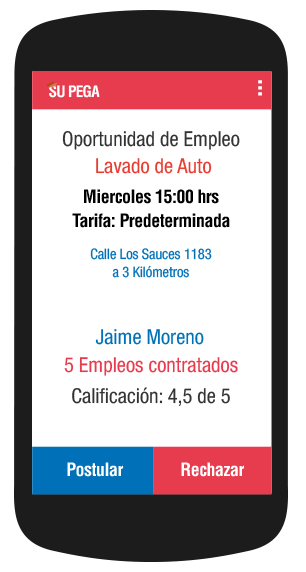 SU PEGA
Oportunidad de Empleo
Lavado de Auto
Miercoles 15:00 hrs
Tarifa: Predeterminada
Calle Los Sauces 1183
a 3 Kilómetros
Jaime Moreno
5 Empleos contratados
Calificación: 4,5 de 5
Postular
Rechazar